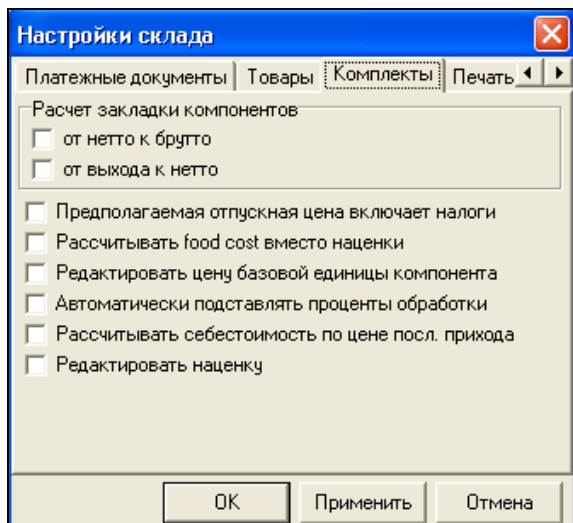 Настройки склада
Платежные документы Товары Комплекты Печать
Расчет закладки компонентов
от нетто к брутто
от выхода к нетто
Предполагаемая отпускная цена включает налоги
Рассчитывать food cost вместо наценки
Редактировать цену базовой единицы компонента
Автоматически подставлять проценты обработки
Рассчитывать себестоимость по цене посл. прихода
Редактировать наценку
OK Применить Отмена